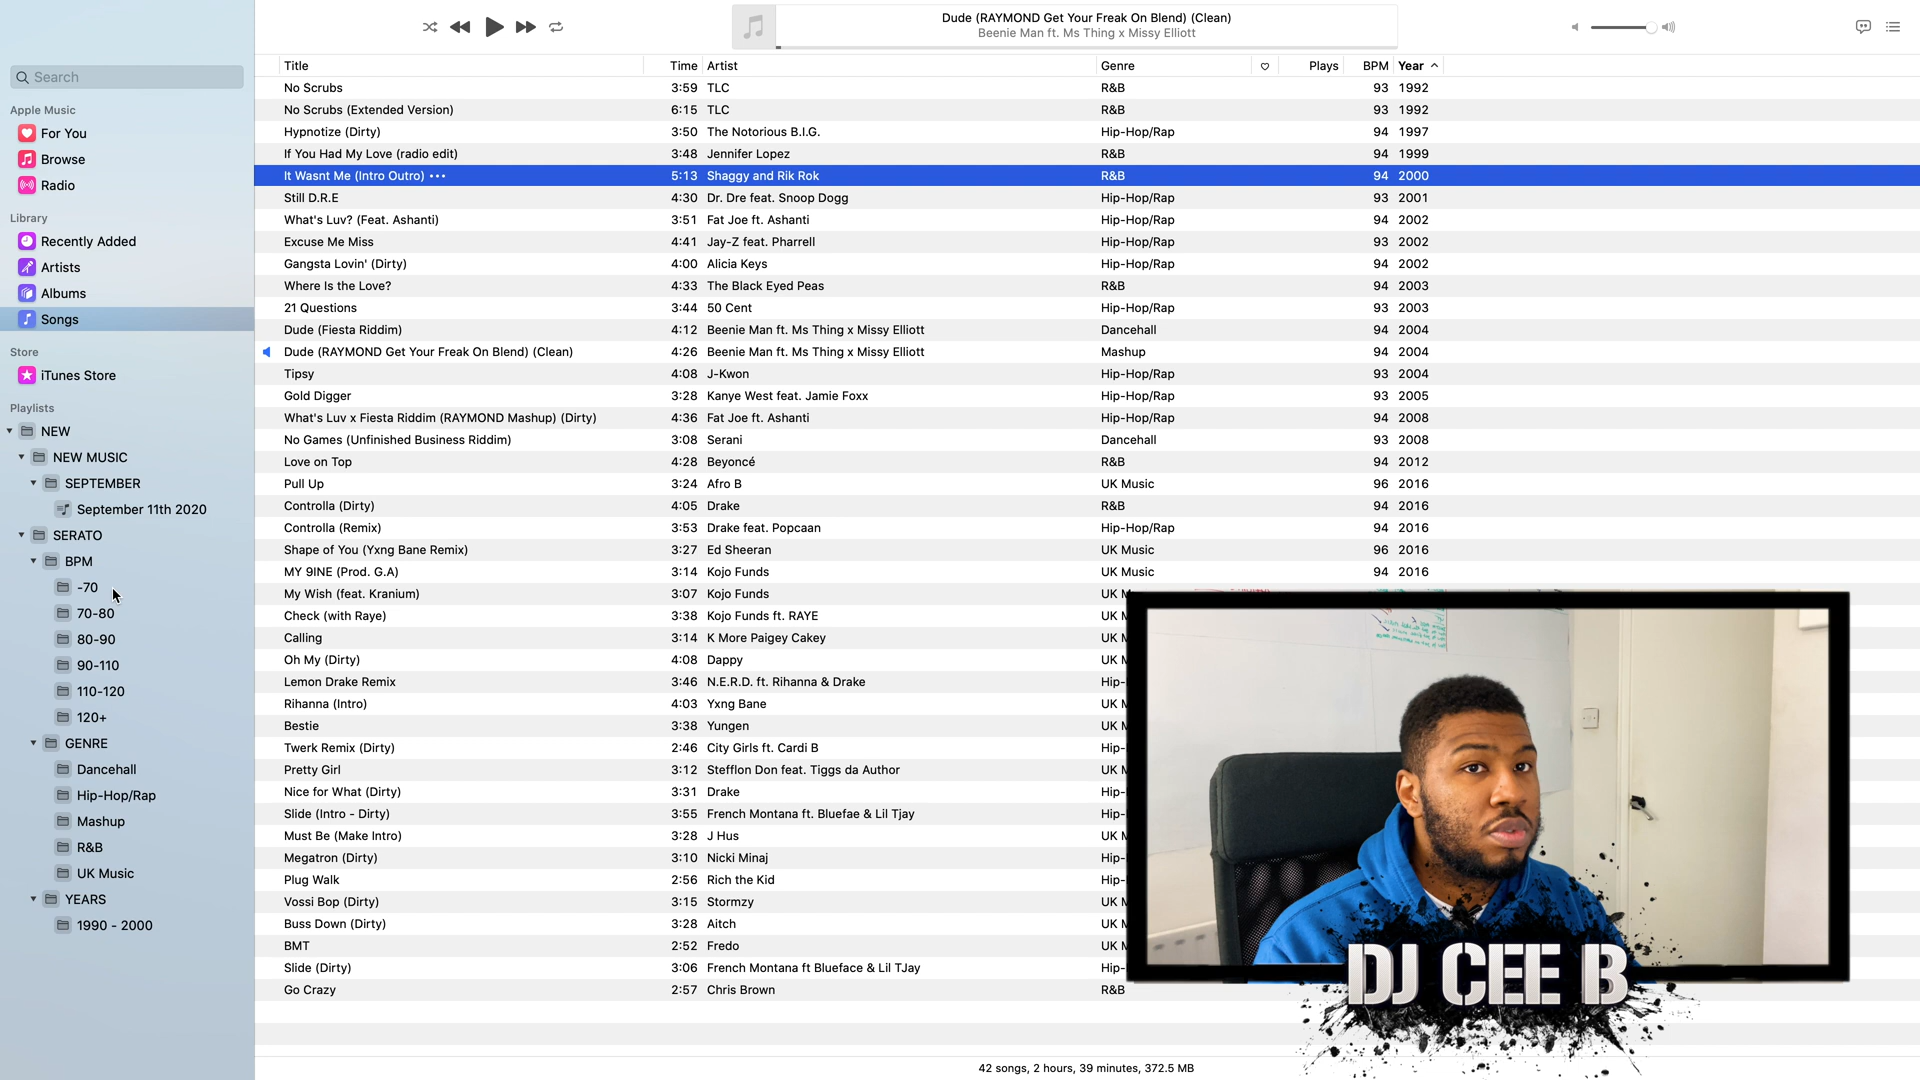 Dude (RAYMOND Get Your Freak On Blend) (Clean)
Beenie Man ft. Ms Thing x Missy Elliott
Search
Apple Music
For You
Browse
Radio
Library
Recently Added
Artists
Albums
Songs
Store
iTunes Store
Playlists
NEW
NEW MUSIC
SEPTEMBER
September 11th 2020
SERATO
BPM
-70
70-80
80-90
90-110
110-120
120+
GENRE
Dancehall
Hip-Hop/Rap
Mashup
R&B
UK Music
YEARS
1990 - 2000
Title Time Artist Genre Plays BPM Year
No Scrubs 3:59 TLC R&B 93 1992
No Scrubs (Extended Version) 6:15 TLC R&B 93 1992
Hypnotize (Dirty) 3:50 The Notorious B.I.G. Hip-Hop/Rap 94 1997
If You Had My Love (radio edit) 3:48 Jennifer Lopez R&B 94 1999
It Wasnt Me (Intro Outro) ••• 5:13 Shaggy and Rik Rok R&B 94 2000
Still D.R.E 4:30 Dr. Dre feat. Snoop Dogg Hip-Hop/Rap 93 2001
What's Luv? (Feat. Ashanti) 3:51 Fat Joe ft. Ashanti Hip-Hop/Rap 94 2002
Excuse Me Miss 4:41 Jay-Z feat. Pharrell Hip-Hop/Rap 93 2002
Gangsta Lovin' (Dirty) 4:00 Alicia Keys Hip-Hop/Rap 94 2002
Where Is the Love? 4:33 The Black Eyed Peas R&B 94 2003
21 Questions 3:44 50 Cent Hip-Hop/Rap 93 2003
Dude (Fiesta Riddim) 4:12 Beenie Man ft. Ms Thing x Missy Elliott Dancehall 94 2004
Dude (RAYMOND Get Your Freak On Blend) (Clean) 4:26 Beenie Man ft. Ms Thing x Missy Elliott Mashup 94 2004
Tipsy 4:08 J-Kwon Hip-Hop/Rap 93 2004
Gold Digger 3:28 Kanye West feat. Jamie Foxx Hip-Hop/Rap 93 2005
What's Luv x Fiesta Riddim (RAYMOND Mashup) (Dirty) 4:36 Fat Joe ft. Ashanti Hip-Hop/Rap 94 2008
No Games (Unfinished Business Riddim) 3:08 Serani Dancehall 93 2008
Love on Top 4:28 Beyoncé R&B 94 2012
Pull Up 3:24 Afro B UK Music 96 2016
Controlla (Dirty) 4:05 Drake R&B 94 2016
Controlla (Remix) 3:53 Drake feat. Popcaan Hip-Hop/Rap 94 2016
Shape of You (Yxng Bane Remix) 3:27 Ed Sheeran UK Music 96 2016
MY 9INE (Prod. G.A) 3:14 Kojo Funds UK Music 94 2016
My Wish (feat. Kranium) 3:07 Kojo Funds UK
Check (with Raye) 3:38 Kojo Funds ft. RAYE UK
Calling 3:14 K More Paigey Cakey UK
Oh My (Dirty) 4:08 Dappy UK
Lemon Drake Remix 3:46 N.E.R.D. ft. Rihanna & Drake Hip-
Rihanna (Intro) 4:03 Yxng Bane UK
Bestie 3:38 Yungen UK
Twerk Remix (Dirty) 2:46 City Girls ft. Cardi B Hip-
Pretty Girl 3:12 Stefflon Don feat. Tiggs da Author UK
Nice for What (Dirty) 3:31 Drake Hip-
Slide (Intro - Dirty) 3:55 French Montana ft. Bluefae & Lil Tjay Hip-
Must Be (Make Intro) 3:28 J Hus UK
Megatron (Dirty) 3:10 Nicki Minaj Hip-
Plug Walk 2:56 Rich the Kid Hip-
Vossi Bop (Dirty) 3:15 Stormzy UK
Buss Down (Dirty) 3:28 Aitch UK
BMT 2:52 Fredo UK
Slide (Dirty) 3:06 French Montana ft Blueface & Lil TJay Hip-
Go Crazy 2:57 Chris Brown R&B
DJ CEE B
42 songs, 2 hours, 39 minutes, 372.5 MB